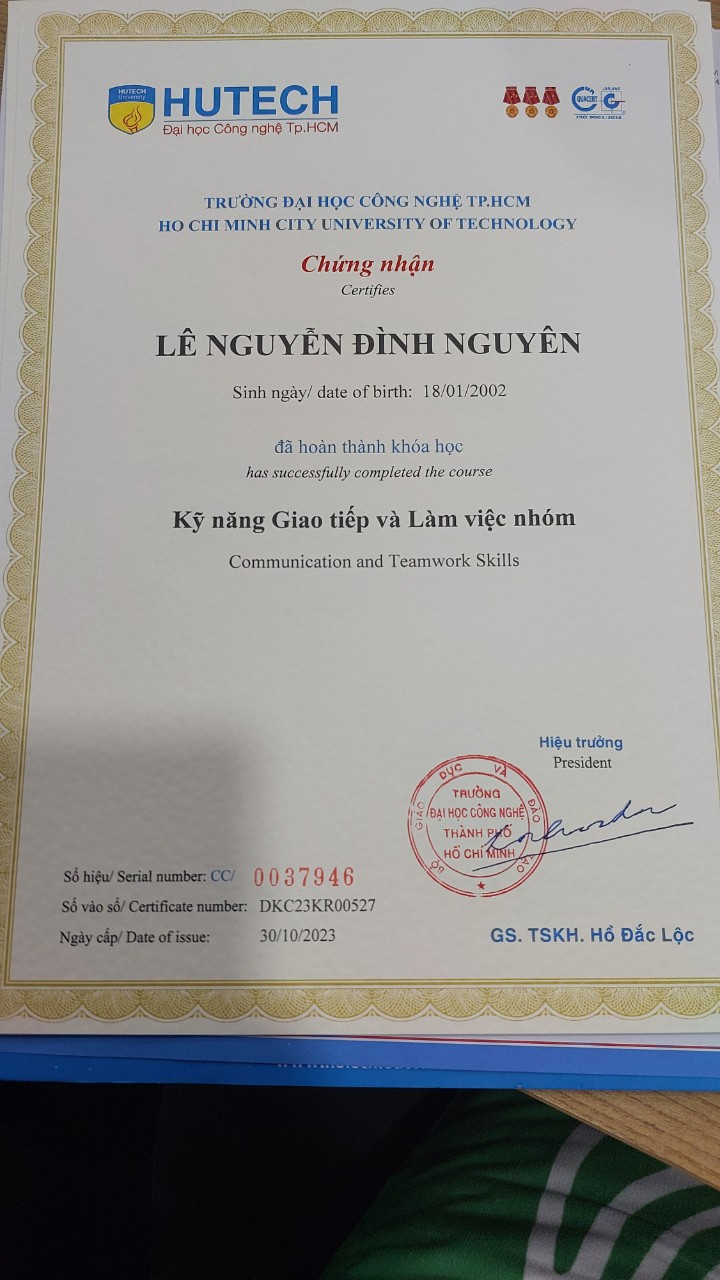 HUTECH
University
HUTECH
Đại học Công nghệ Tp.HCM
QUACERT
JAS-ANZ
ISO 9001:2015
TRƯỜNG ĐẠI HỌC CÔNG NGHỆ TP.HCM
HO CHI MINH CITY UNIVERSITY OF TECHNOLOGY
Chứng nhận
Certifies
LÊ NGUYỄN ĐÌNH NGUYÊN
Sinh ngày/ date of birth: 18/01/2002
đã hoàn thành khóa học
has successfully completed the course
Kỹ năng Giao tiếp và Làm việc nhóm
Communication and Teamwork Skills
Hiệu trưởng
President
BỘ GIÁO DỤC VÀ ĐÀO TẠO
TRƯỜNG
ĐẠI HỌC CÔNG NGHỆ
THÀNH PHỐ
HỒ CHÍ MINH
Số hiệu/ Serial number: CC/ 0037946
Số vào sổ/ Certificate number: DKC23KR00527
Ngày cấp/ Date of issue: 30/10/2023
GS. TSKH. Hồ Đắc Lộc